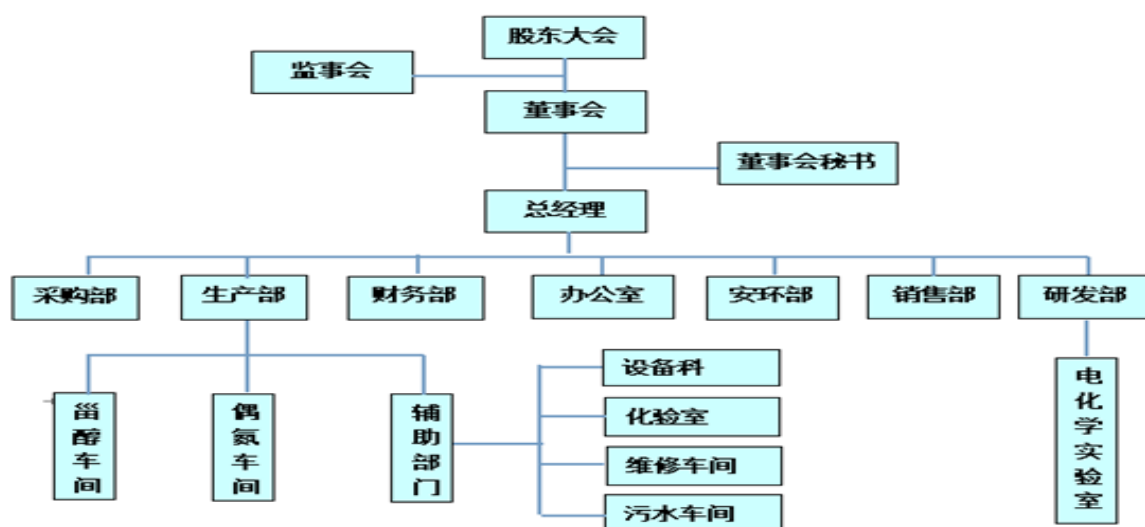 股东大会
监事会
董事会
董事会秘书
总经理
采购部
生产部
财务部
办公室
安环部
销售部
研发部
甾醇车间
偶氮车间
辅助部门
设备科
化验室
维修车间
污水车间
电化学实验室